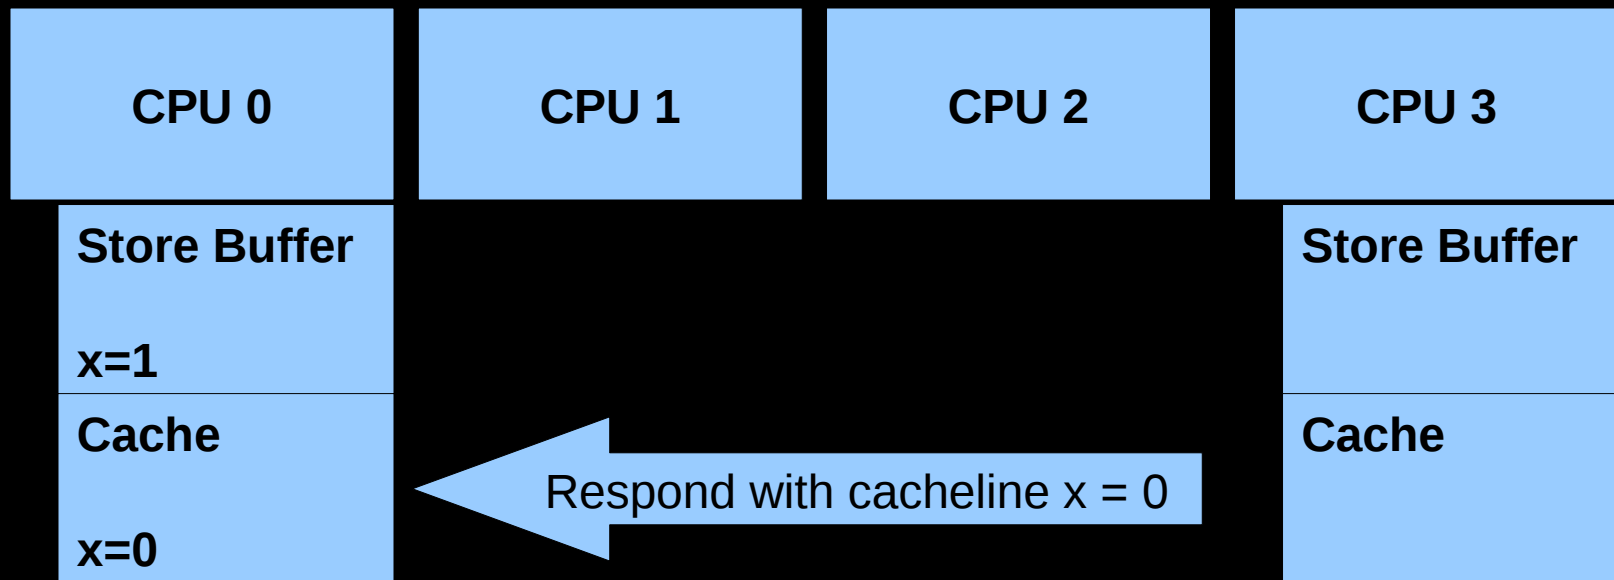 CPU 0
CPU 1
CPU 2
CPU 3
Store Buffer
x=1
Cache
x=0
Respond with cacheline x = 0
Store Buffer
Cache